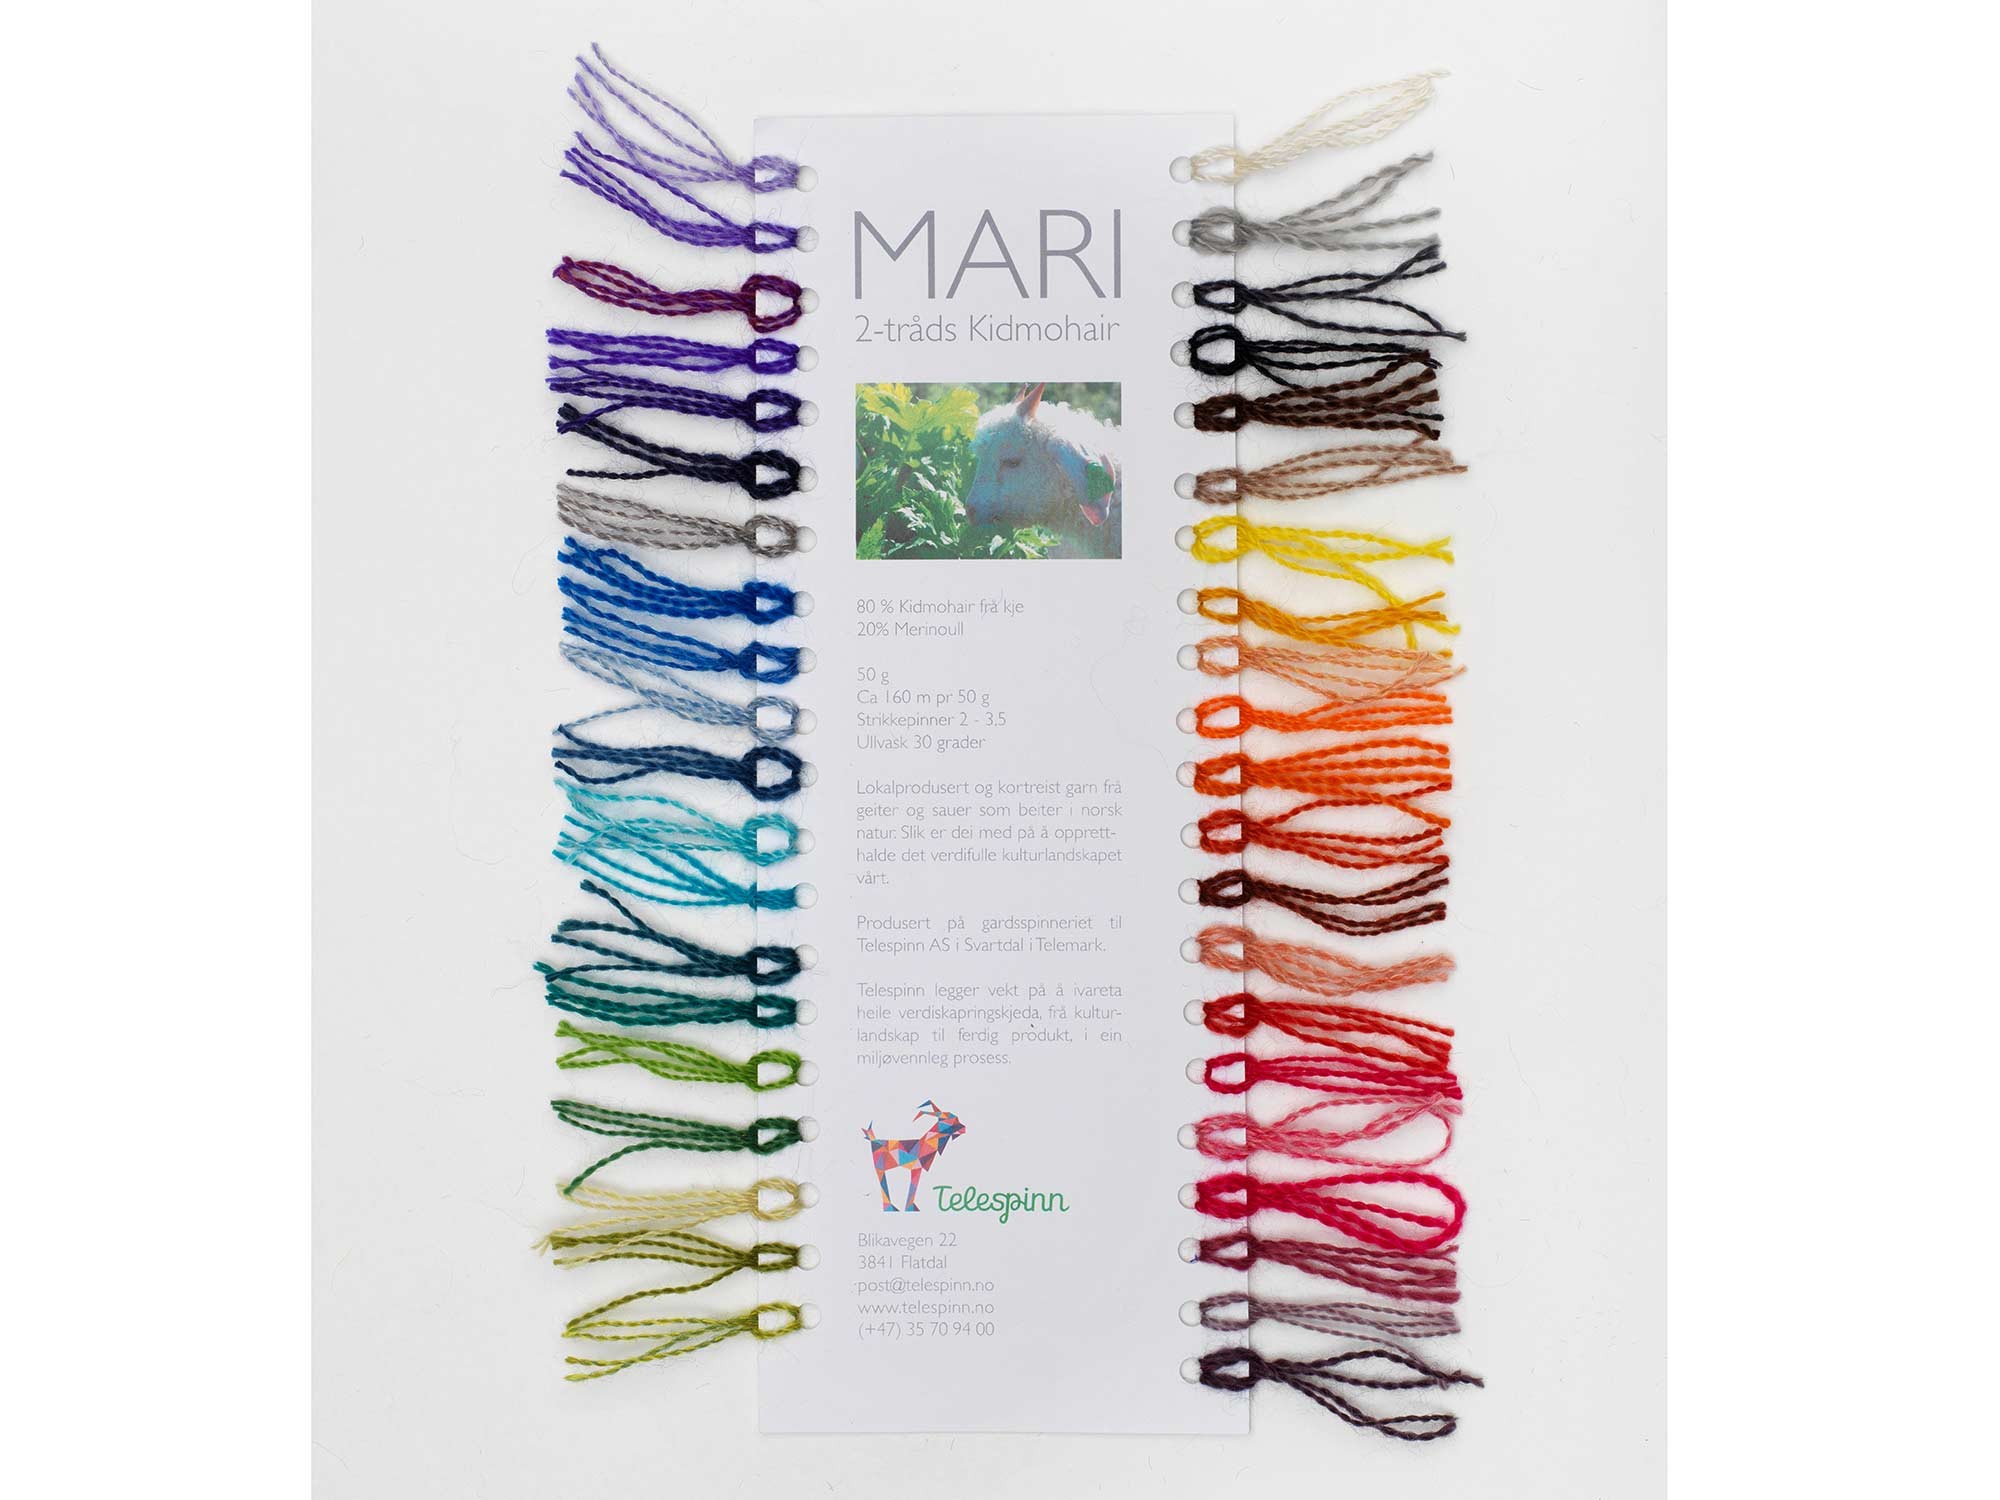 MARI
2-tråds Kidmohair
80 % Kidmohair frå kje
20% Merinoull
50 g
Ca 160 m pr 50 g
Strikkepinner 2 - 3,5
Ullvask 30 grader
Lokalprodusert og kortreist garn frå
geiter og sauer som beiter i norsk
natur. Slik er dei med på å opprett-
halde det verdifulle kulturlandskapet
vårt.
Produsert på gardsspinneriet til
Telespinn AS i Svartdal i Telemark.
Telespinn legger vekt på å ivareta
heile verdiskapringskjeda, frå kultur-
landskap til ferdig produkt, i ein
miljøvennleg prosess.
Telespinn
Blikavegen 22
3841 Flatdal
post@telespinn.no
www.telespinn.no
(+47) 35 70 94 00